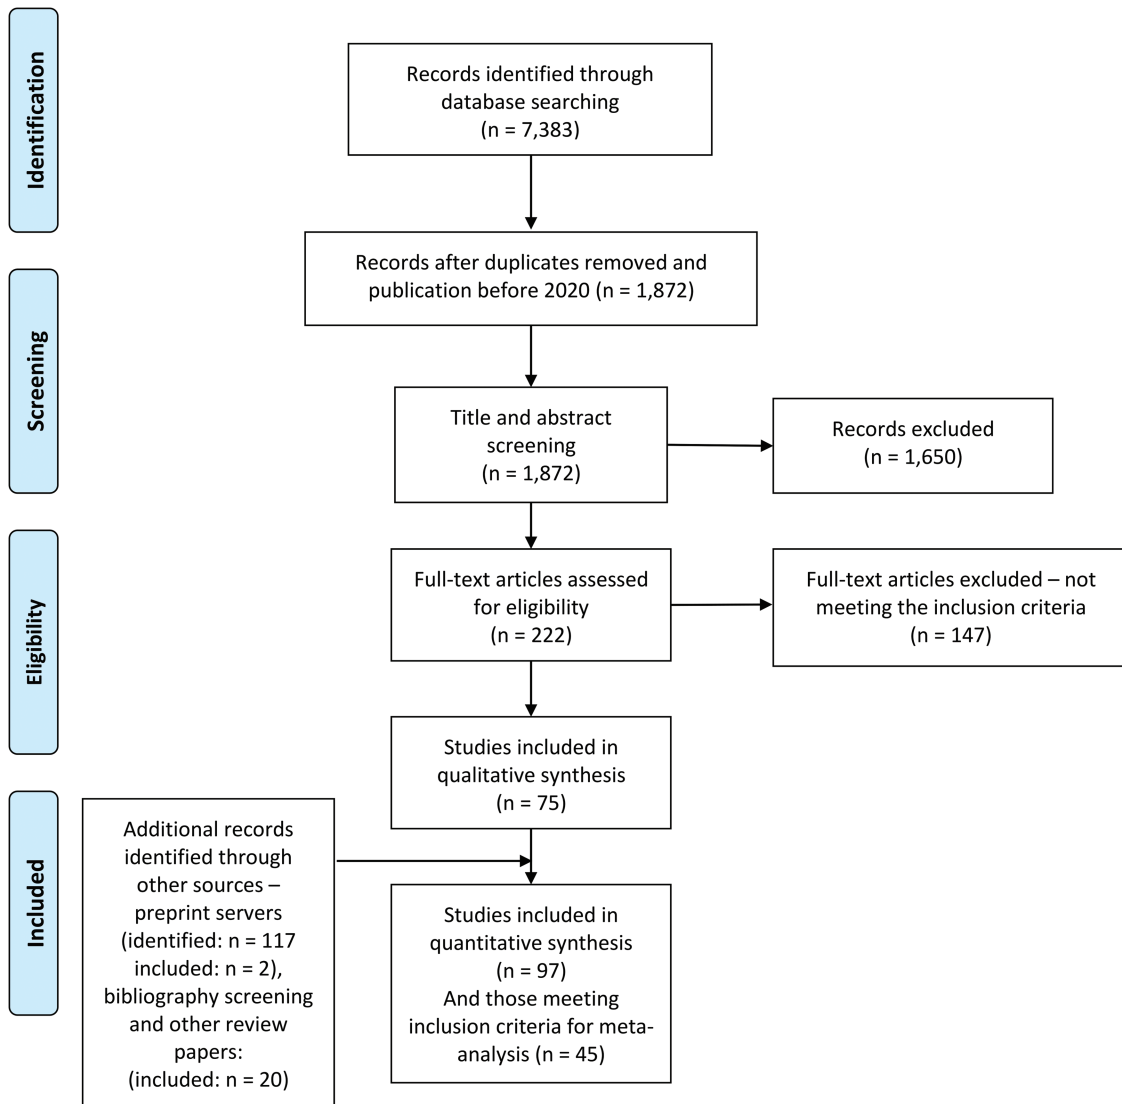 Identification
Records identified through
database searching
(n = 7,383)
Records after duplicates removed and
publication before 2020 (n = 1,872)
Screening
Title and abstract
screening
(n = 1,872)
Records excluded
(n = 1,650)
Eligibility
Full-text articles assessed
for eligibility
(n = 222)
Full-text articles excluded – not
meeting the inclusion criteria
(n = 147)
Studies included in
qualitative synthesis
(n = 75)
Included
Additional records
identified through
other sources –
preprint servers
(identified: n = 117
included: n = 2),
bibliography screening
and other review
papers:
(included: n = 20)
Studies included in
quantitative synthesis
(n = 97)
And those meeting
inclusion criteria for meta-
analysis (n = 45)